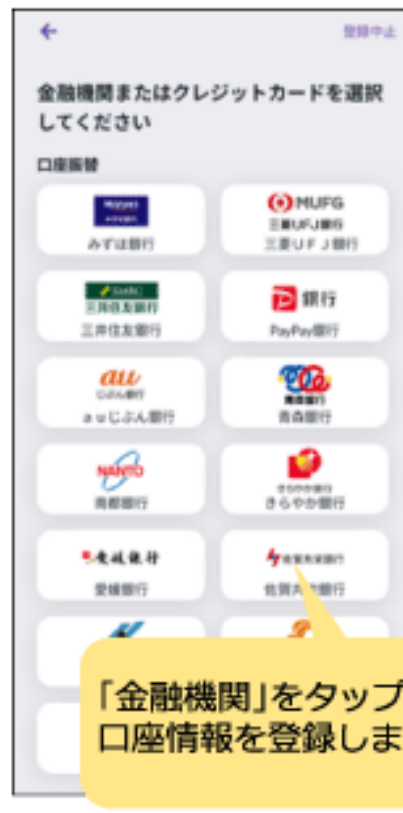 登録中止
金融機関またはクレジットカードを選択
してください
口座振替
MIZUHO
みずほ銀行
MUFG
三菱UFJ銀行
みずほ銀行
三菱ＵＦＪ銀行
三井住友銀行
銀行
三井住友銀行
PayPay銀行
au
じぶん銀行
青森銀行
ａｕじぶん銀行
青森銀行
NANTO
きらやか銀行
南都銀行
きらやか銀行
愛媛銀行
佐賀共栄銀行
愛媛銀行
「金融機関」をタップ
口座情報を登録しま